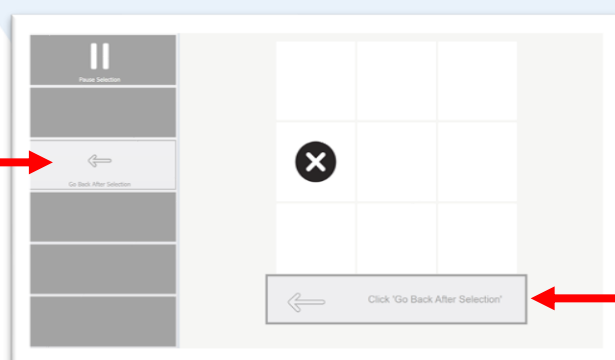 Pause Selection
Go Back After Selection
Click 'Go Back After Selection'